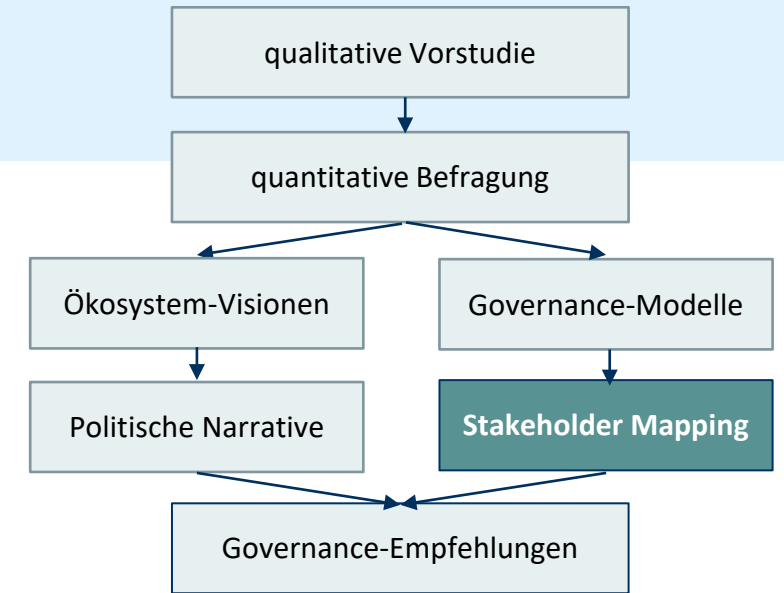 qualitative Vorstudie
quantitative Befragung
Ökosystem-Visionen
Governance-Modelle
Politische Narrative
Stakeholder Mapping
Governance-Empfehlungen